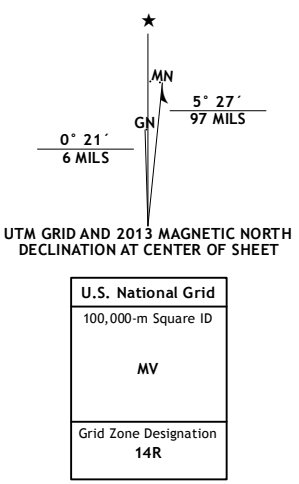 ★
MN
GN
5° 27´
97 MILS
0° 21´
6 MILS
UTM GRID AND 2013 MAGNETIC NORTH
DECLINATION AT CENTER OF SHEET
U.S. National Grid
100,000-m Square ID
MV
Grid Zone Designation
14R